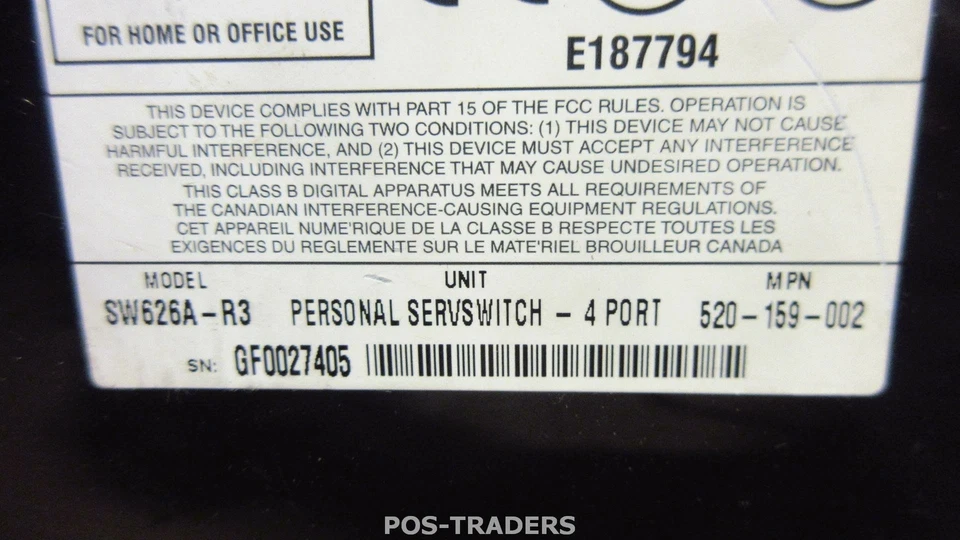 FOR HOME OR OFFICE USE
E187794
THIS DEVICE COMPLIES WITH PART 15 OF THE FCC RULES. OPERATION IS
SUBJECT TO THE FOLLOWING TWO CONDITIONS: (1) THIS DEVICE MAY NOT CAUSE
HARMFUL INTERFERENCE, AND (2) THIS DEVICE MUST ACCEPT ANY INTERFERENCE
RECEIVED, INCLUDING INTERFERENCE THAT MAY CAUSE UNDESIRED OPERATION.
THIS CLASS B DIGITAL APPARATUS MEETS ALL REQUIREMENTS OF
THE CANADIAN INTERFERENCE-CAUSING EQUIPMENT REGULATIONS.
CET APPAREIL NUME'RIQUE DE LA CLASSE B RESPECTE TOUTES LES
EXIGENCES DU REGLEMENTE SUR LE MATE'RIEL BROUILLEUR CANADA
MODEL UNIT MPN
SW626A-R3 PERSONAL SERVSWITCH - 4 PORT 520-159-002
SN: GF0027405
POS-TRADERS